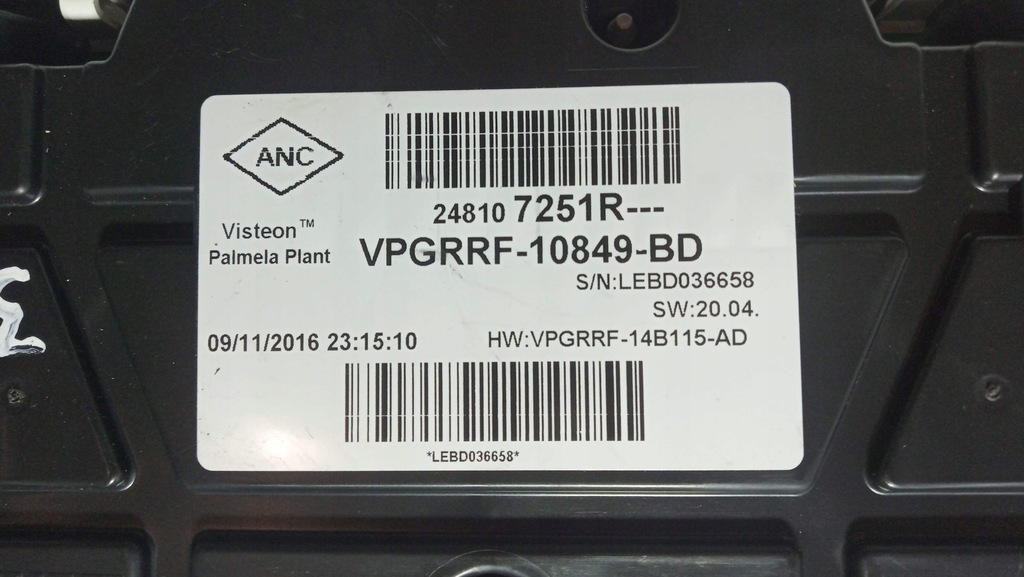 ANC
24810 7251R---
Visteon™
Palmela Plant
VPGRRF-10849-BD
S/N:LEBD036658
SW:20.04.
09/11/2016 23:15:10
HW:VPGRRF-14B115-AD
*LEBD036658*